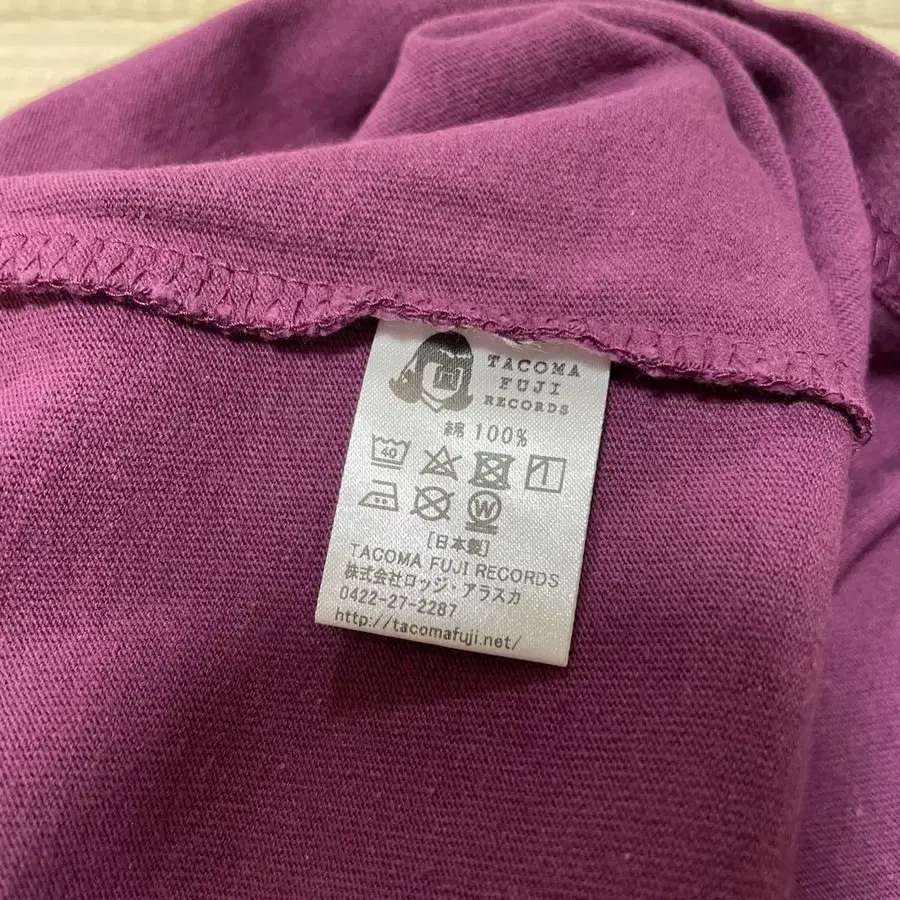 TACOMA
FUJI
RECORDS
綿 100%
40
W
[日本製]
TACOMA FUJI RECORDS
株式会社ロッジ・アラスカ
0422-27-2287
http://tacomafuji.net/